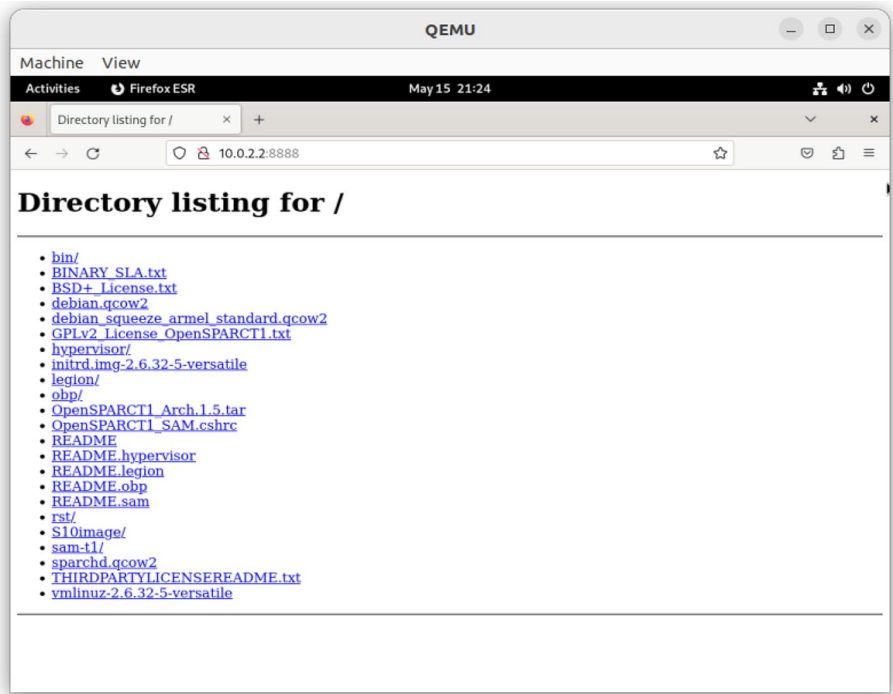 QEMU
Machine View
Activities Firefox ESR May 15 21:24
Directory listing for /
10.0.2.2:8888
Directory listing for /
bin/
BINARY_SLA.txt
BSD+_License.txt
debian.qcow2
debian_squeeze_armel_standard.qcow2
GPLv2_License_OpenSPARCT1.txt
hypervisor/
initrd.img-2.6.32-5-versatile
legion/
obp/
OpenSPARCT1_Arch.1.5.tar
OpenSPARCT1_SAM.cshrc
README
README.hypervisor
README.legion
README.obp
README.sam
rst/
S10image/
sam-t1/
sparchd.qcow2
THIRDPARTYLICENSEREADME.txt
vmlinuz-2.6.32-5-versatile